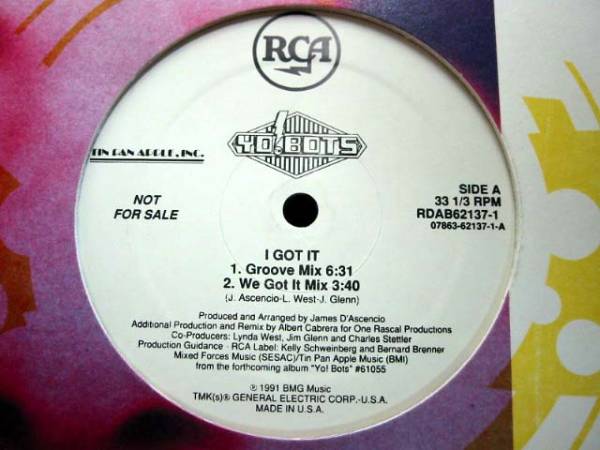 RCA
YO! BOTS
TIN PAN APPLE, INC.
NOT
FOR SALE
SIDE A
33 1/3 RPM
RDAB62137-1
07863-62137-1-A
I GOT IT
1. Groove Mix 6:31
2. We Got It Mix 3:40
(J. Ascencio-L. West-J. Glenn)
Produced and Arranged by James D'Ascencio
Additional Production and Remix by Albert Cabrera for One Rascal Productions
Co-Producers: Lynda West, Jim Glenn and Charles Stettler
Production Guidance - RCA Label: Kelly Schweinberg and Bernard Brenner
Mixed Forces Music (SESAC)/Tin Pan Apple Music (BMI)
from the forthcoming album "Yo! Bots" #61055
℗ 1991 BMG Music
TMK(s)® GENERAL ELECTRIC CORP.-U.S.A.
MADE IN U.S.A.